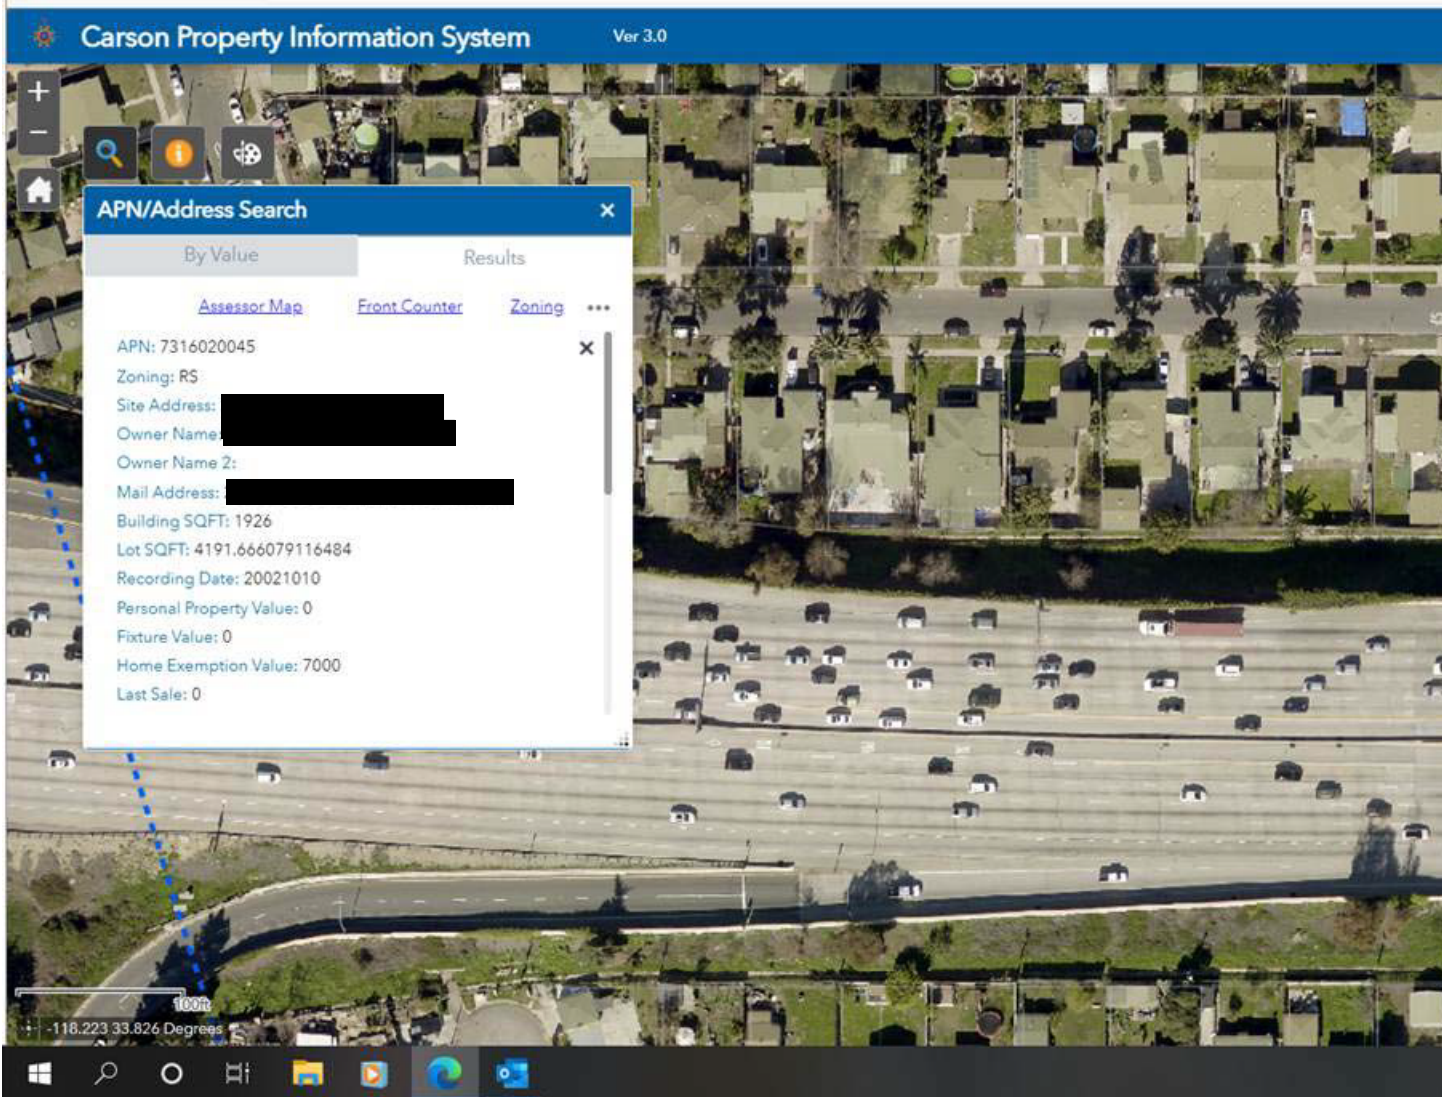 Carson Property Information System Ver 3.0
+
−
APN/Address Search ×
By Value Results
Assessor Map Front Counter Zoning •••
APN: 7316020045
Zoning: RS
Site Address:
Owner Name:
Owner Name 2:
Mail Address:
Building SQFT: 1926
Lot SQFT: 4191.666079116484
Recording Date: 20021010
Personal Property Value: 0
Fixture Value: 0
Home Exemption Value: 7000
Last Sale: 0
100ft
-118.223 33.826 Degrees